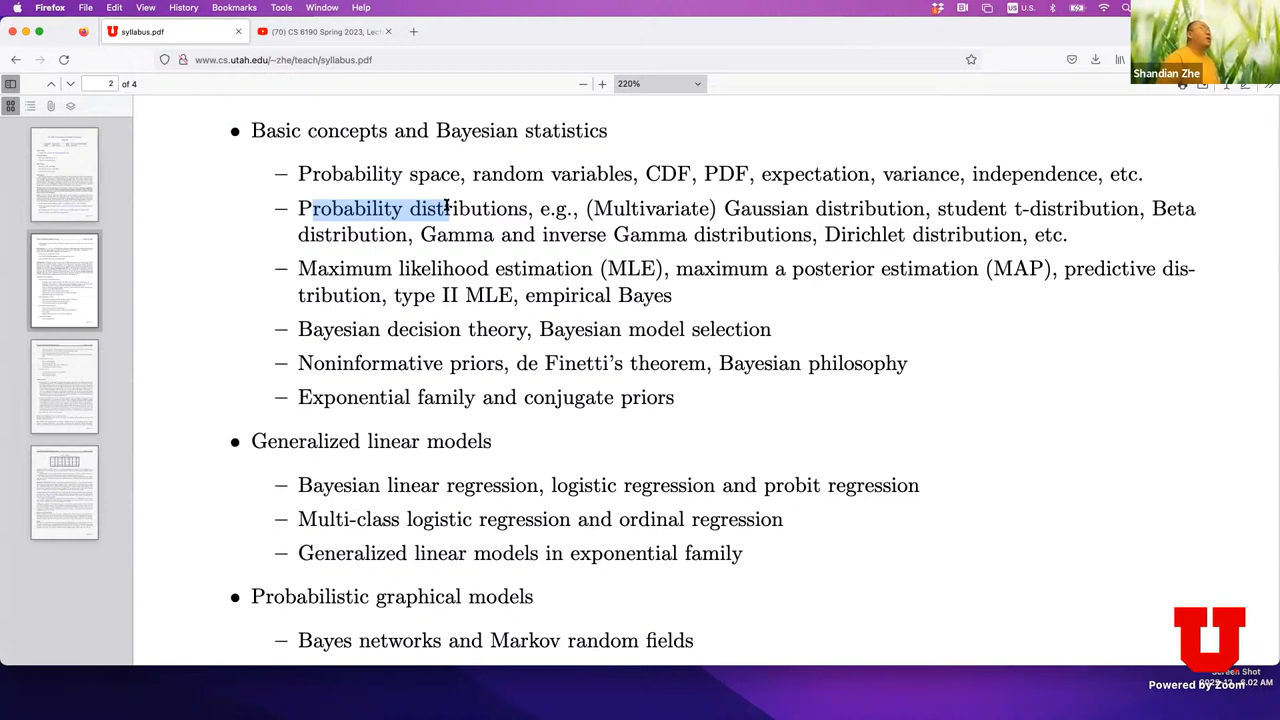 Firefox File Edit View History Bookmarks Tools Window Help
U.S.
syllabus.pdf
(70) CS 6190 Spring 2023, Lec
www.cs.utah.edu/~zhe/teach/syllabus.pdf
Shandian Zhe
2 of 4
220%
• Basic concepts and Bayesian statistics
– Probability space, random variables, CDF, PDF, expectation, variance, independence, etc.
– Probability distributions, e.g., (Multivariate) Gaussian distribution, student t-distribution, Beta
distribution, Gamma and inverse Gamma distributions, Dirichlet distribution, etc.
– Maximum likelihood estimation (MLE), maximum a posterior estimation (MAP), predictive dis-
tribution, type II MLE, empirical Bayes
– Bayesian decision theory, Bayesian model selection
– Noninformative priors, de Finetti's theorem, Bayesian philosophy
– Exponential family and conjugate priors
• Generalized linear models
– Bayesian linear regression, logistic regression and probit regression
– Multi-class logistic regression and ordinal regression
– Generalized linear models in exponential family
• Probabilistic graphical models
– Bayes networks and Markov random fields
U
Screen Shot
Powered by Zoom
6.02 AM